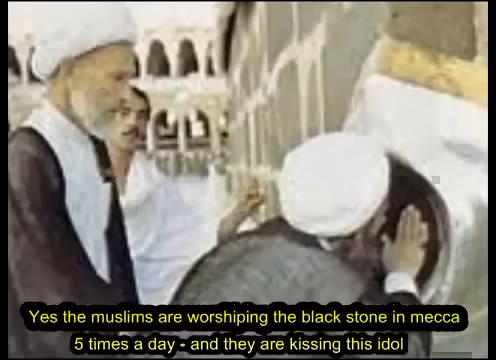 Yes the muslims are worshiping the black stone in mecca
5 times a day - and they are kissing this idol